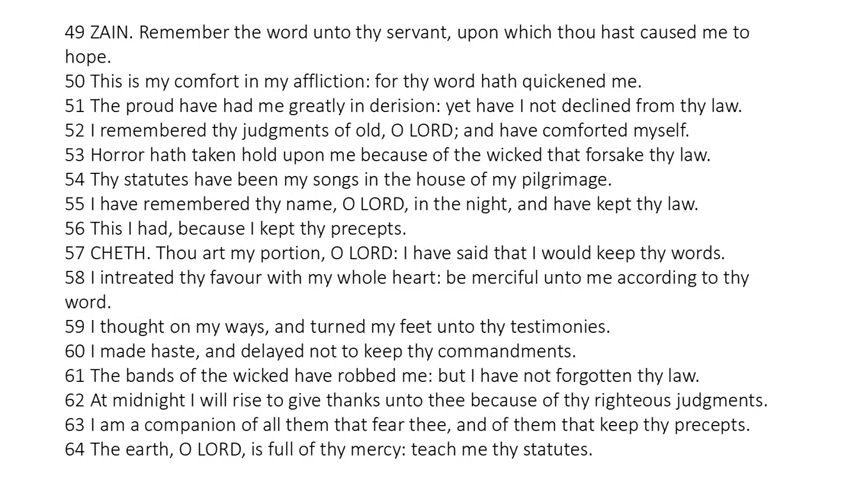 49 ZAIN. Remember the word unto thy servant, upon which thou hast caused me to
hope.
50 This is my comfort in my affliction: for thy word hath quickened me.
51 The proud have had me greatly in derision: yet have I not declined from thy law.
52 I remembered thy judgments of old, O LORD; and have comforted myself.
53 Horror hath taken hold upon me because of the wicked that forsake thy law.
54 Thy statutes have been my songs in the house of my pilgrimage.
55 I have remembered thy name, O LORD, in the night, and have kept thy law.
56 This I had, because I kept thy precepts.
57 CHETH. Thou art my portion, O LORD: I have said that I would keep thy words.
58 I intreated thy favour with my whole heart: be merciful unto me according to thy
word.
59 I thought on my ways, and turned my feet unto thy testimonies.
60 I made haste, and delayed not to keep thy commandments.
61 The bands of the wicked have robbed me: but I have not forgotten thy law.
62 At midnight I will rise to give thanks unto thee because of thy righteous judgments.
63 I am a companion of all them that fear thee, and of them that keep thy precepts.
64 The earth, O LORD, is full of thy mercy: teach me thy statutes.